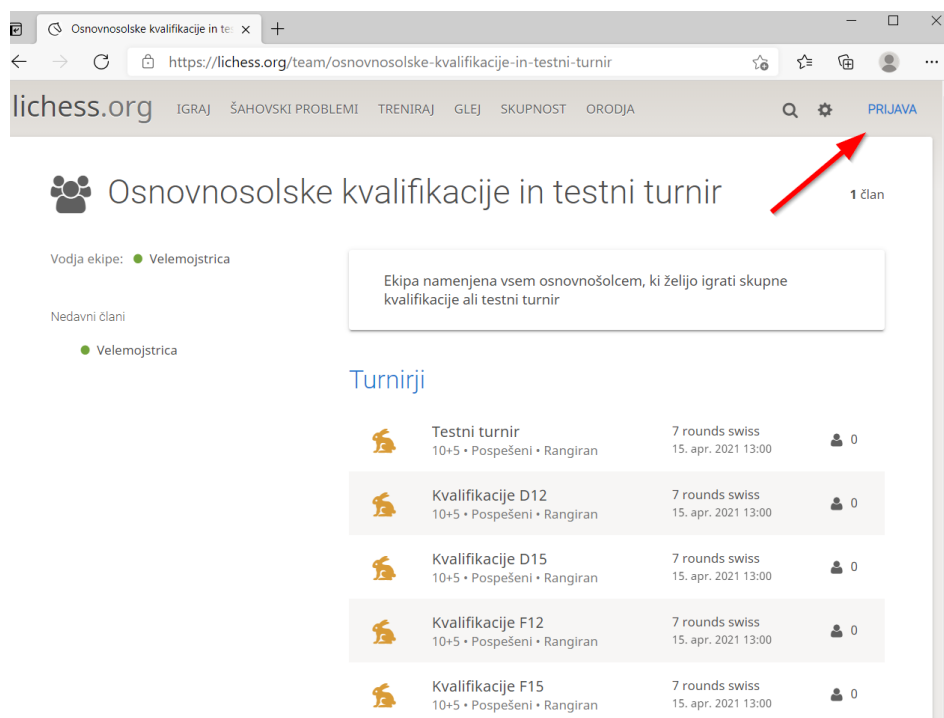 Osnovnosolske kvalifikacije in te
https://lichess.org/team/osnovnosolske-kvalifikacije-in-testni-turnir
lichess.org IGRAJ ŠAHOVSKI PROBLEMI TRENIRAJ GLEJ SKUPNOST ORODJA PRIJAVA
Osnovnosolske kvalifikacije in testni turnir 1 član
Vodja ekipe: Velemojstrica
Nedavni člani
Velemojstrica
Ekipa namenjena vsem osnovnošolcem, ki želijo igrati skupne
kvalifikacije ali testni turnir
Turnirji
Testni turnir 7 rounds swiss 0
10+5 • Pospešeni • Rangiran 15. apr. 2021 13:00
Kvalifikacije D12 7 rounds swiss 0
10+5 • Pospešeni • Rangiran 15. apr. 2021 13:00
Kvalifikacije D15 7 rounds swiss 0
10+5 • Pospešeni • Rangiran 15. apr. 2021 13:00
Kvalifikacije F12 7 rounds swiss 0
10+5 • Pospešeni • Rangiran 15. apr. 2021 13:00
Kvalifikacije F15 7 rounds swiss 0
10+5 • Pospešeni • Rangiran 15. apr. 2021 13:00